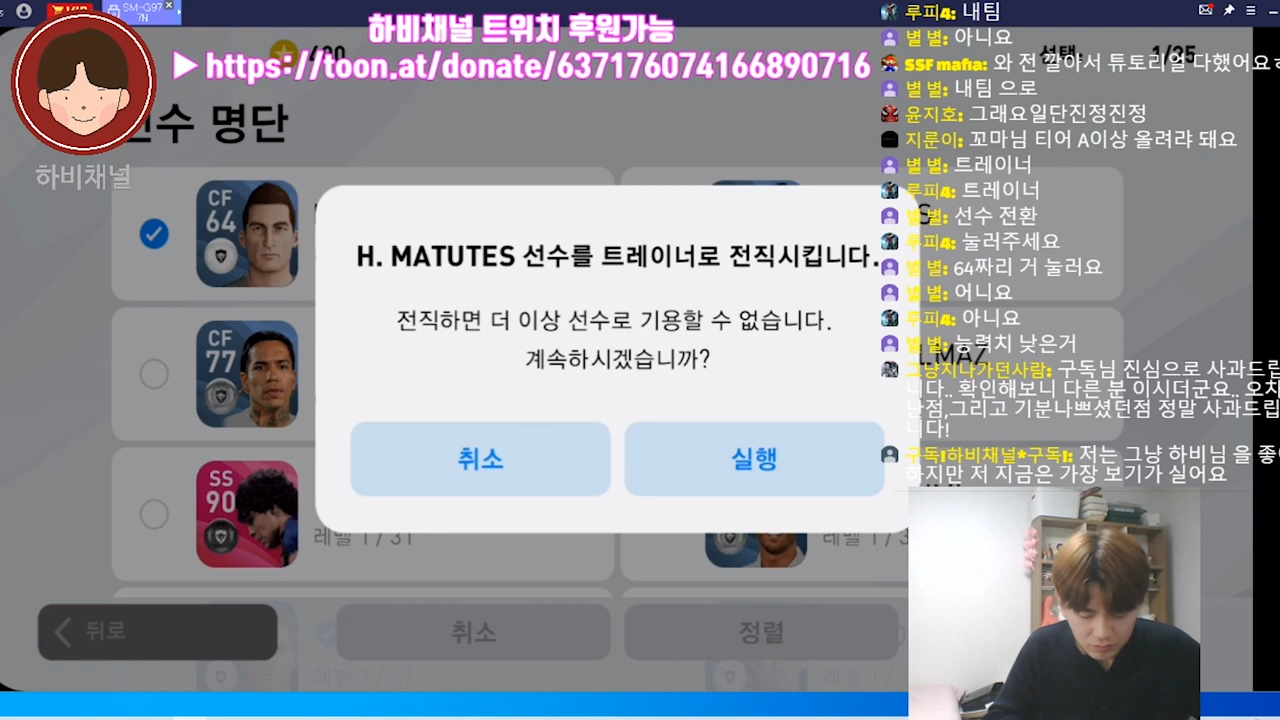 SM-G97
7N
하비채널 트위치 후원가능
▶ https://toon.at/donate/637176074166890716
하비채널
선택
1/25
명단
CF
64
CF
77
SS
90
레벨 1 / 31
H. MATUTES 선수를 트레이너로 전직시킵니다.
전직하면 더 이상 선수로 기용할 수 없습니다.
계속하시겠습니까?
취소
실행
뒤로
취소
정렬
레벨 1 / 57
루피4: 내팀
별 별: 아니요
SSF mafia: 와 전 깔아서 튜토리얼 다했어요
별 별: 내팀 으로
윤지호: 그래요일단진정진정
지룬이: 꼬마님 티어 A이상 올려랴 돼요
별 별: 트레이너
루피4: 트레이너
별 별: 선수 전환
루피4: 눌러주세요
별 별: 64짜리 거 눌러요
별 별: 어니요
루피4: 아니요
별 별: 능력치 낮은거
그냥지나가던사람: 구독님 진심으로 사과드립
니다.. 확인해보니 다른 분 이시더군요.. 오차
난점,그리고 기분나쁘셨던점 정말 사과드립
니다!
구독!하비채널*구독!: 저는 그냥 하비님 을 좋아
하지만 저 지금은 가장 보기가 실어요